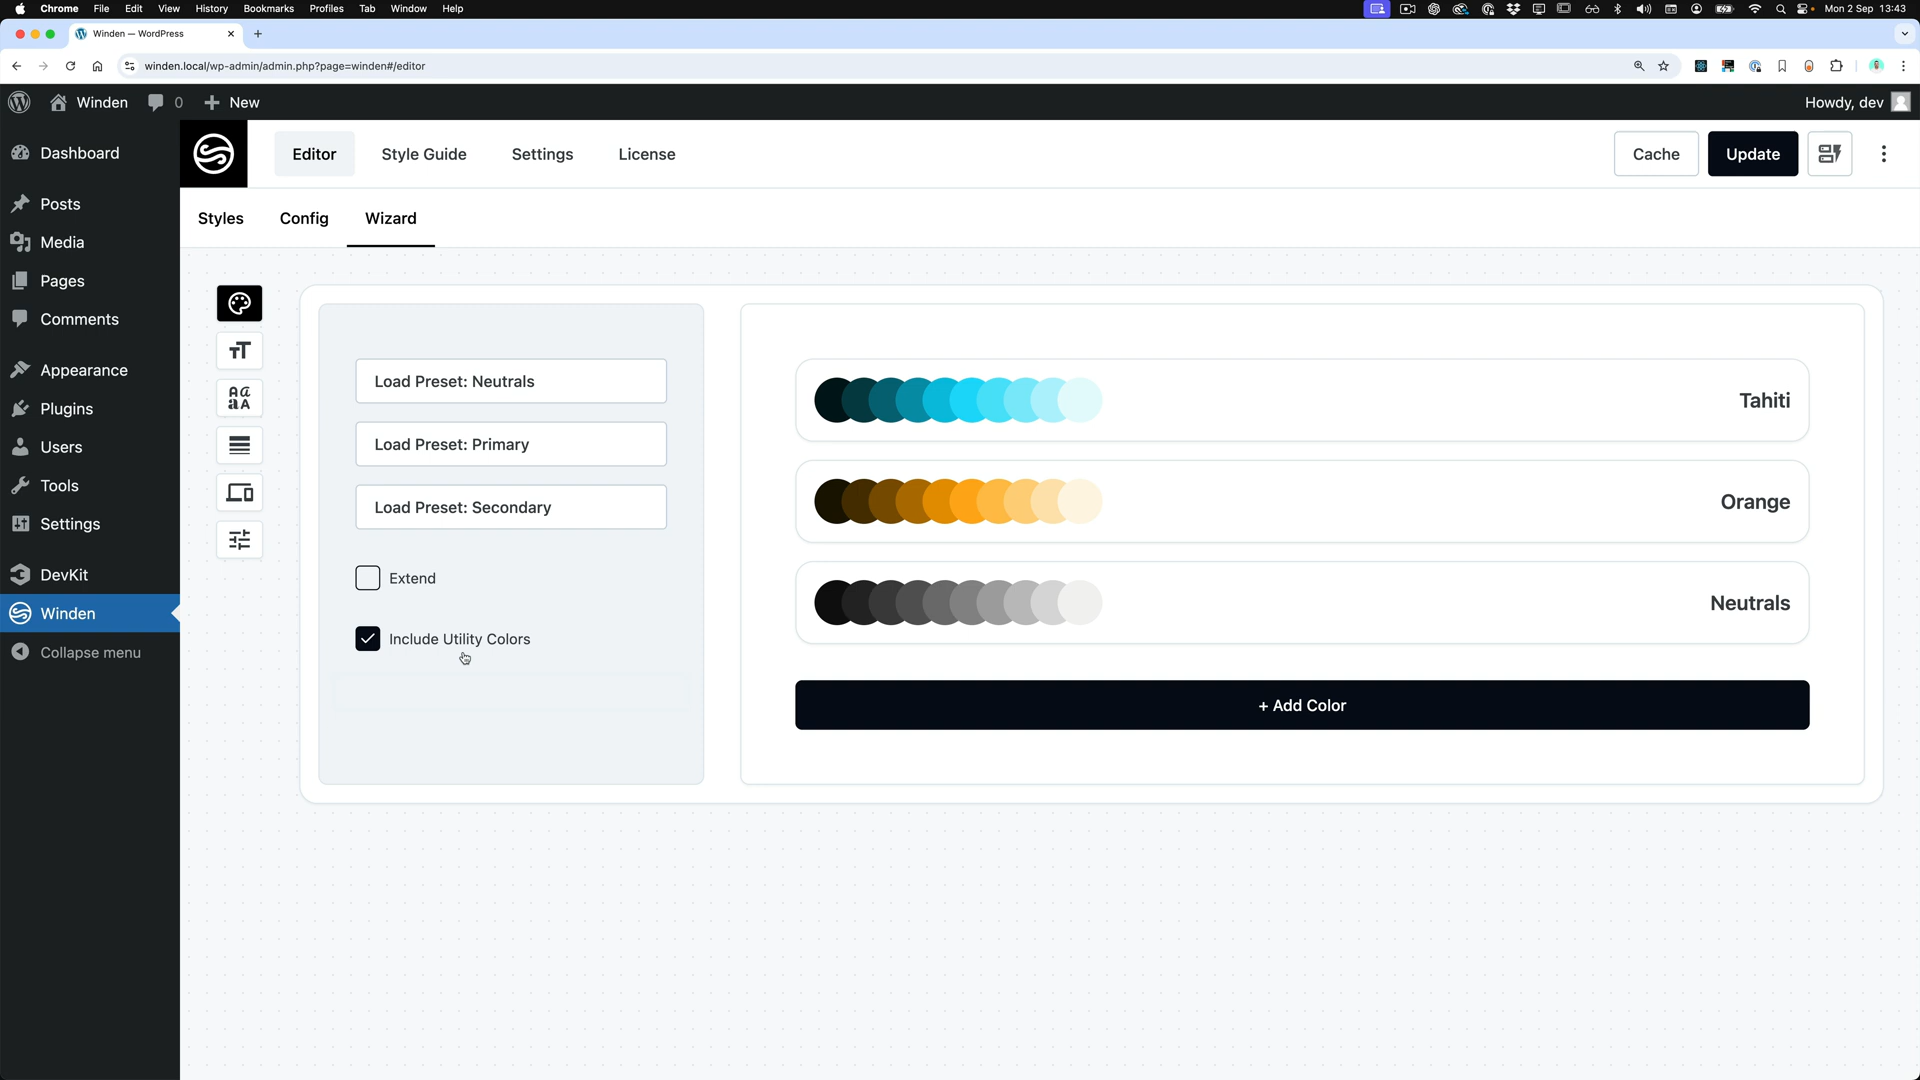 Chrome File Edit View History Bookmarks Profiles Tab Window Help Mon 2 Sep 13:43
Winden — WordPress
winden.local/wp-admin/admin.php?page=winden#/editor
Winden 0 New Howdy, dev
Dashboard
Posts
Media
Pages
Comments
Appearance
Plugins
Users
Tools
Settings
DevKit
Winden
Collapse menu
Editor Style Guide Settings License Cache Update
Styles Config Wizard
Load Preset: Neutrals
Load Preset: Primary
Load Preset: Secondary
Extend
Include Utility Colors
Tahiti
Orange
Neutrals
+ Add Color